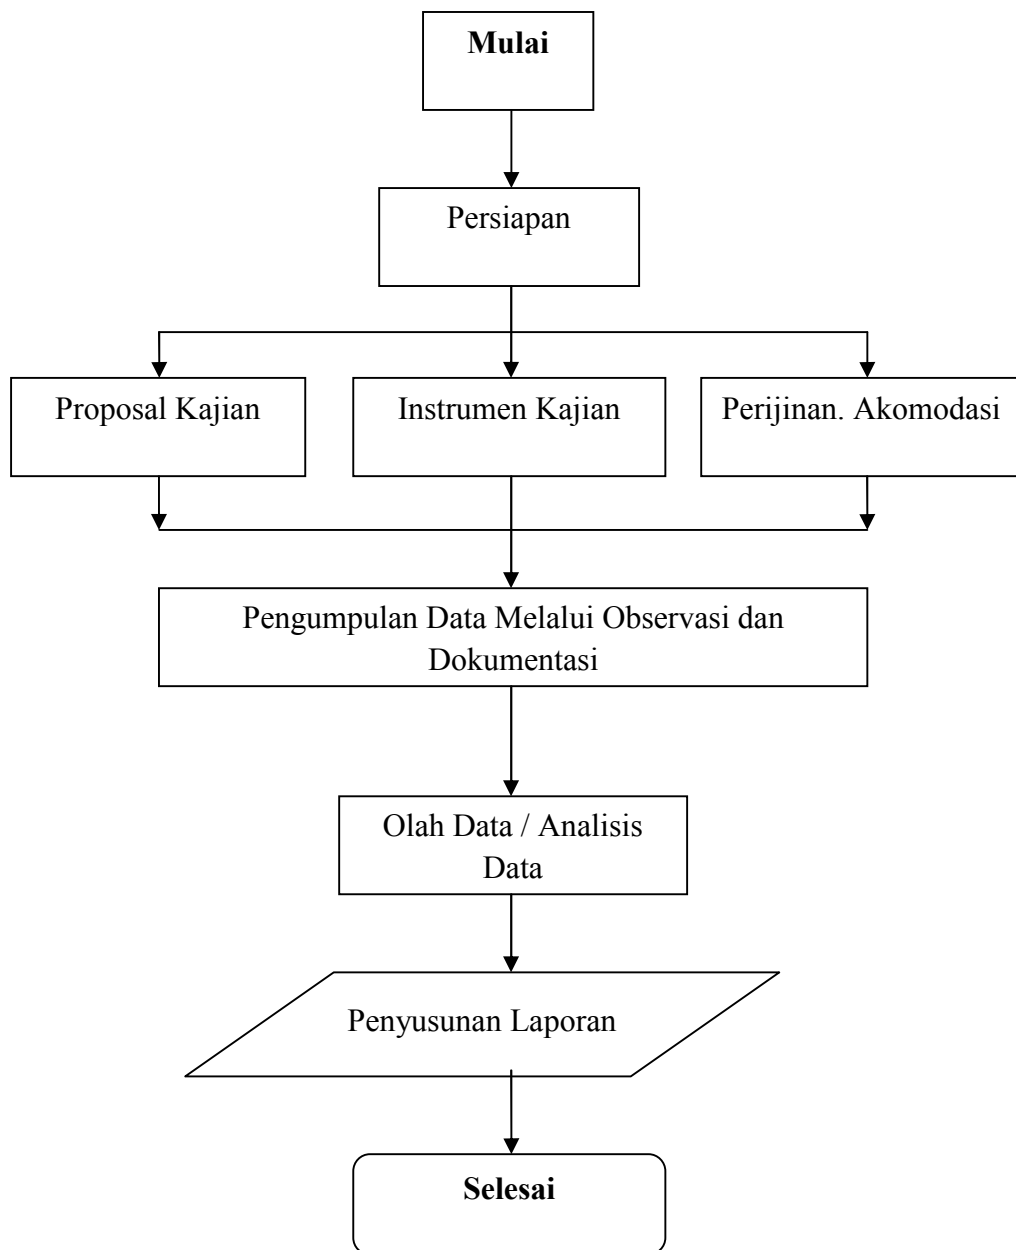 Mulai
Persiapan
Proposal Kajian
Instrumen Kajian
Perijinan. Akomodasi
Pengumpulan Data Melalui Observasi dan
Dokumentasi
Olah Data / Analisis
Data
Penyusunan Laporan
Selesai